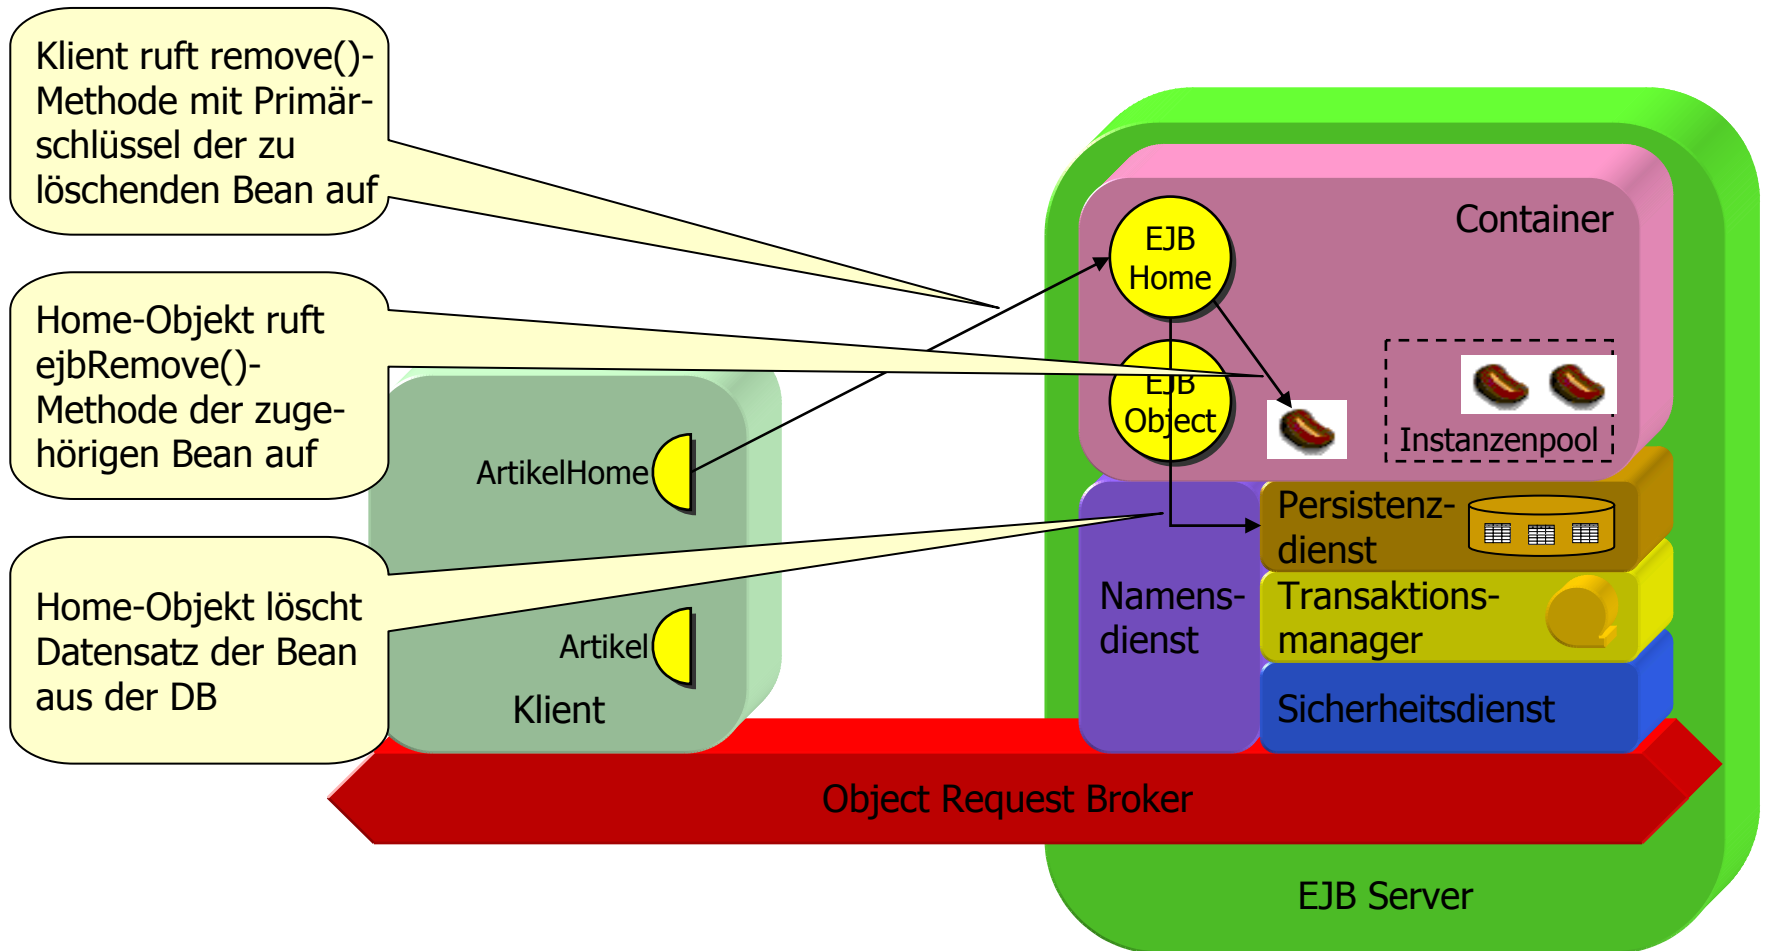 Klient ruft remove()-
Methode mit Primär-
schlüssel der zu
löschenden Bean auf
Home-Objekt ruft
ejbRemove()-
Methode der zuge-
hörigen Bean auf
Home-Objekt löscht
Datensatz der Bean
aus der DB
ArtikelHome
Artikel
Klient
EJB
Home
EJB
Object
Container
Instanzenpool
Namens-
dienst
Persistenz-
dienst
Transaktions-
manager
Sicherheitsdienst
Object Request Broker
EJB Server